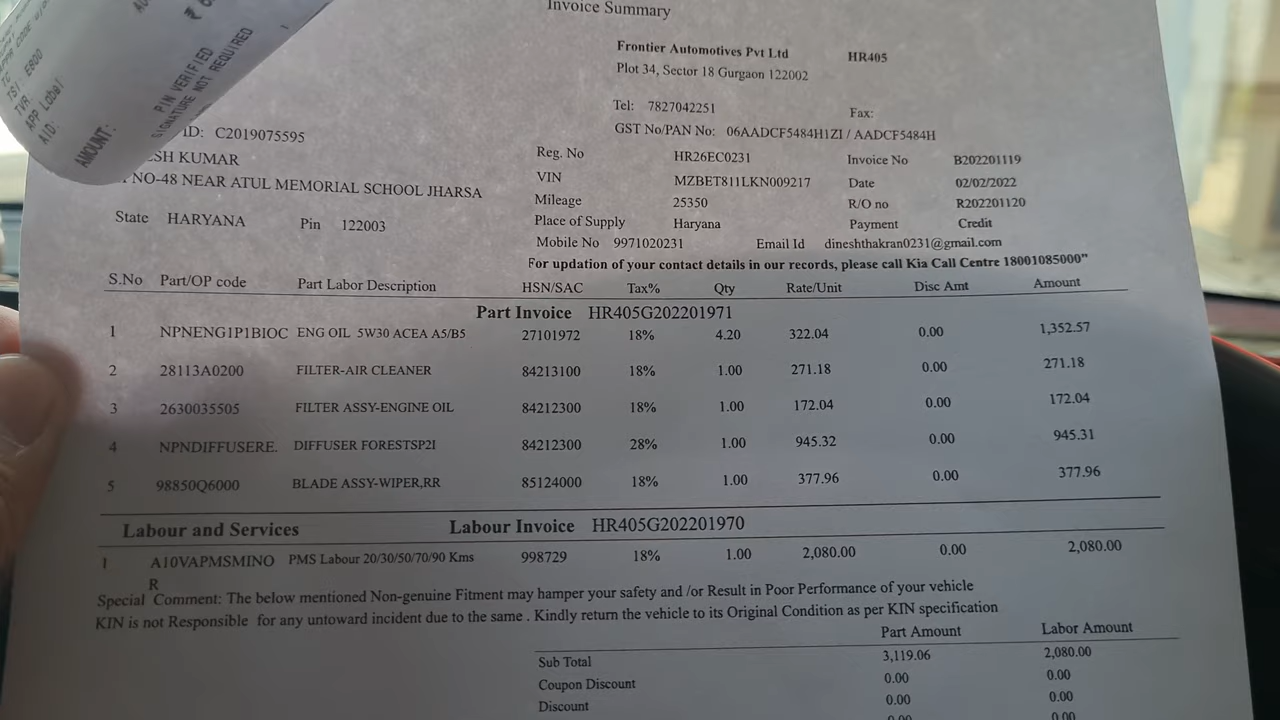 Invoice Summary
PIN VERIFIED
SIGNATURE NOT REQUIRED
APP Label
AID:
AMOUNT:
Frontier Automotives Pvt Ltd HR405
Plot 34, Sector 18 Gurgaon 122002
Tel: 7827042251 Fax:
GST No/PAN No: 06AADCF5484H1ZI / AADCF5484H
ID: C2019075595
SH KUMAR
NO-48 NEAR ATUL MEMORIAL SCHOOL JHARSA
State HARYANA Pin 122003
Reg. No HR26EC0231 Invoice No B202201119
VIN MZBET811LKN009217 Date 02/02/2022
Mileage 25350 R/O no R202201120
Place of Supply Haryana Payment Credit
Mobile No 9971020231 Email Id dineshthakran0231@gmail.com
For updation of your contact details in our records, please call Kia Call Centre 18001085000"
S.No Part/OP code Part Labor Description HSN/SAC Tax% Qty Rate/Unit Disc Amt Amount
Part Invoice HR405G202201971
1 NPNENG1P1BIOC ENG OIL 5W30 ACEA A5/B5 27101972 18% 4.20 322.04 0.00 1,352.57
2 28113A0200 FILTER-AIR CLEANER 84213100 18% 1.00 271.18 0.00 271.18
3 2630035505 FILTER ASSY-ENGINE OIL 84212300 18% 1.00 172.04 0.00 172.04
4 NPNDIFFUSERE. DIFFUSER FORESTSP2I 84212300 28% 1.00 945.32 0.00 945.31
5 98850Q6000 BLADE ASSY-WIPER,RR 85124000 18% 1.00 377.96 0.00 377.96
Labour and Services Labour Invoice HR405G202201970
1 A10VAPMSMINO PMS Labour 20/30/50/70/90 Kms 998729 18% 1.00 2,080.00 0.00 2,080.00
R
Special Comment: The below mentioned Non-genuine Fitment may hamper your safety and /or Result in Poor Performance of your vehicle
KIN is not Responsible for any untoward incident due to the same . Kindly return the vehicle to its Original Condition as per KIN specification
Part Amount Labor Amount
Sub Total 3,119.06 2,080.00
Coupon Discount 0.00 0.00
Discount 0.00 0.00
0.00 0.00